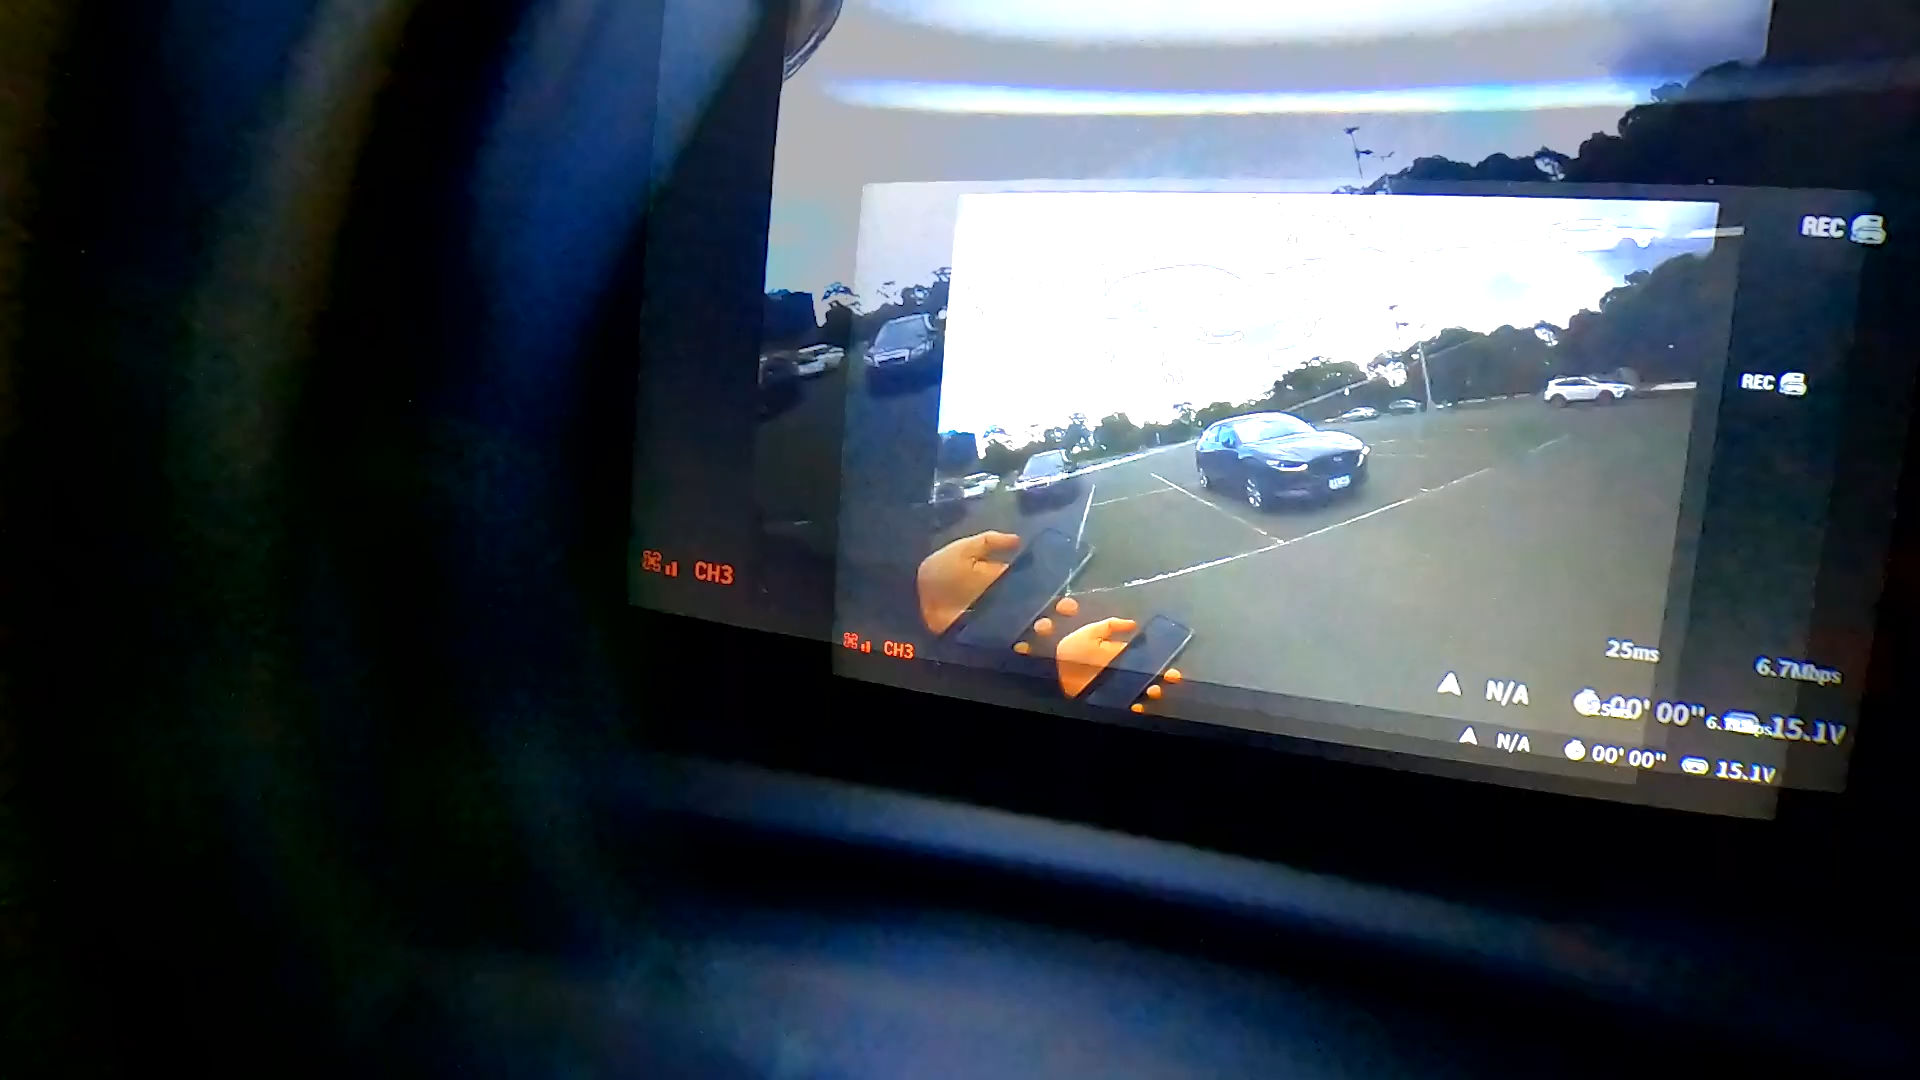 REC
REC
CH3
CH3
25ms
6.7Mbps
N/A
00'00"
15.1V
N/A
00'00"
15.1V